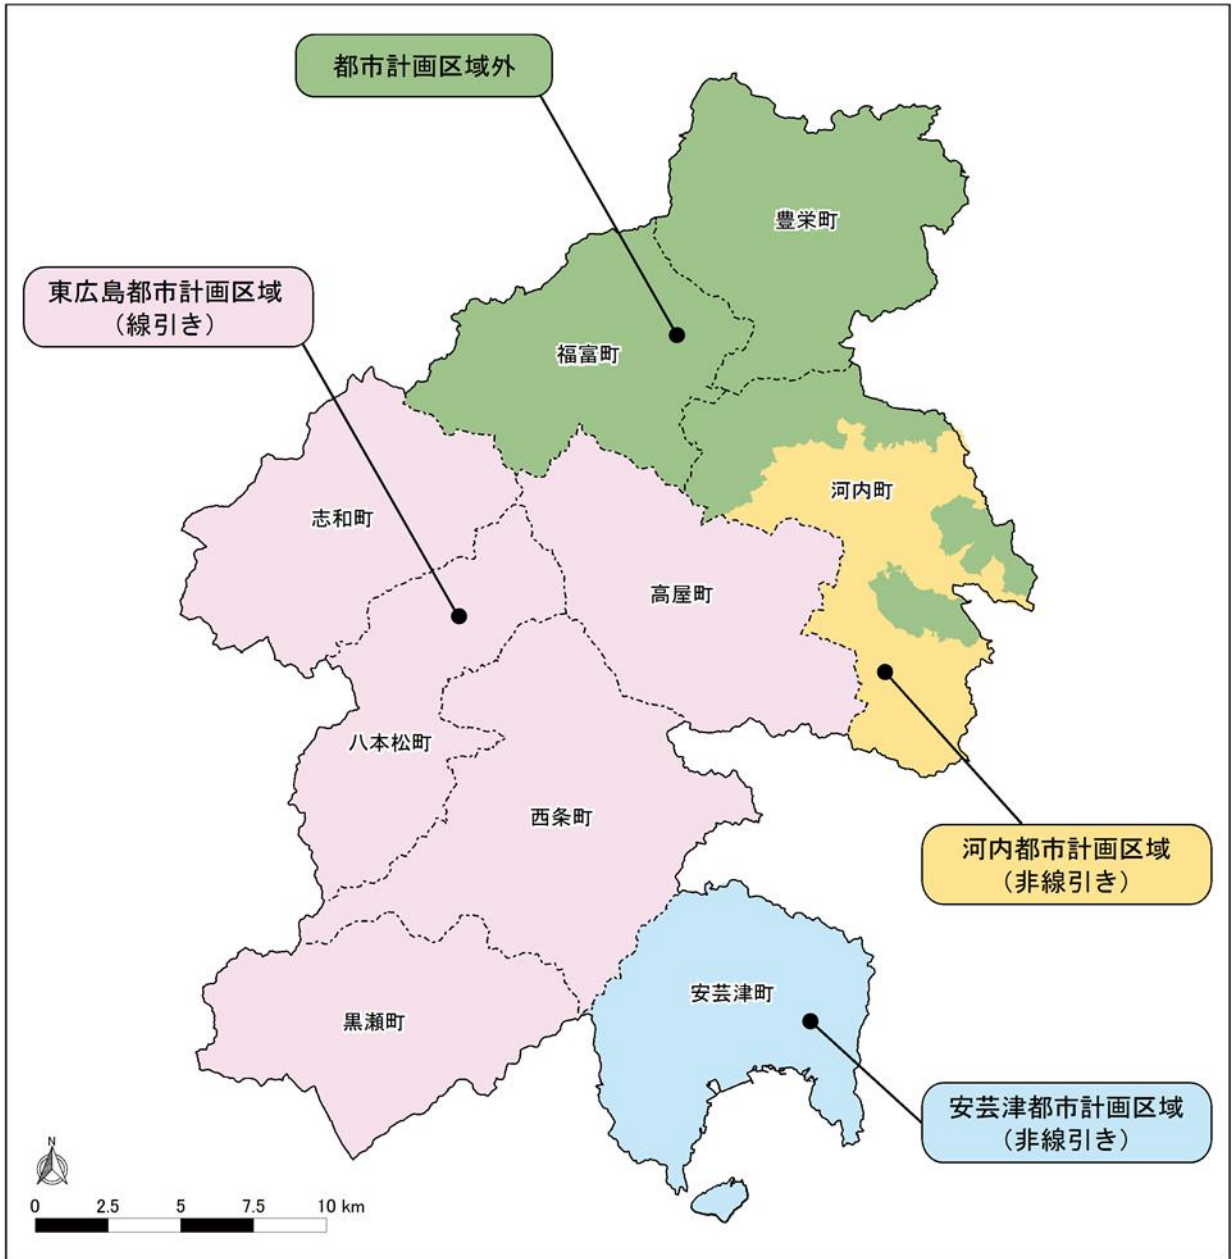 都市計画区域外
豊栄町
東広島都市計画区域
（線引き）
福富町
河内町
志和町
高屋町
八本松町
西条町
河内都市計画区域
（非線引き）
安芸津町
黒瀬町
安芸津都市計画区域
（非線引き）
N
0 2.5 5 7.5 10 km